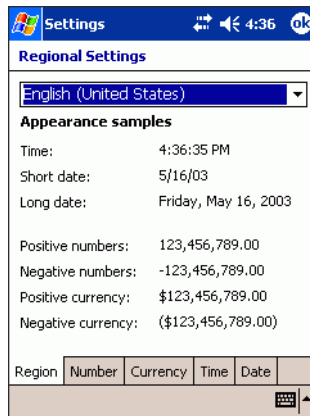 Settings 4:36 ok
Regional Settings
English (United States)
Appearance samples
Time: 4:36:35 PM
Short date: 5/16/03
Long date: Friday, May 16, 2003
Positive numbers: 123,456,789.00
Negative numbers: -123,456,789.00
Positive currency: $123,456,789.00
Negative currency: ($123,456,789.00)
Region Number Currency Time Date